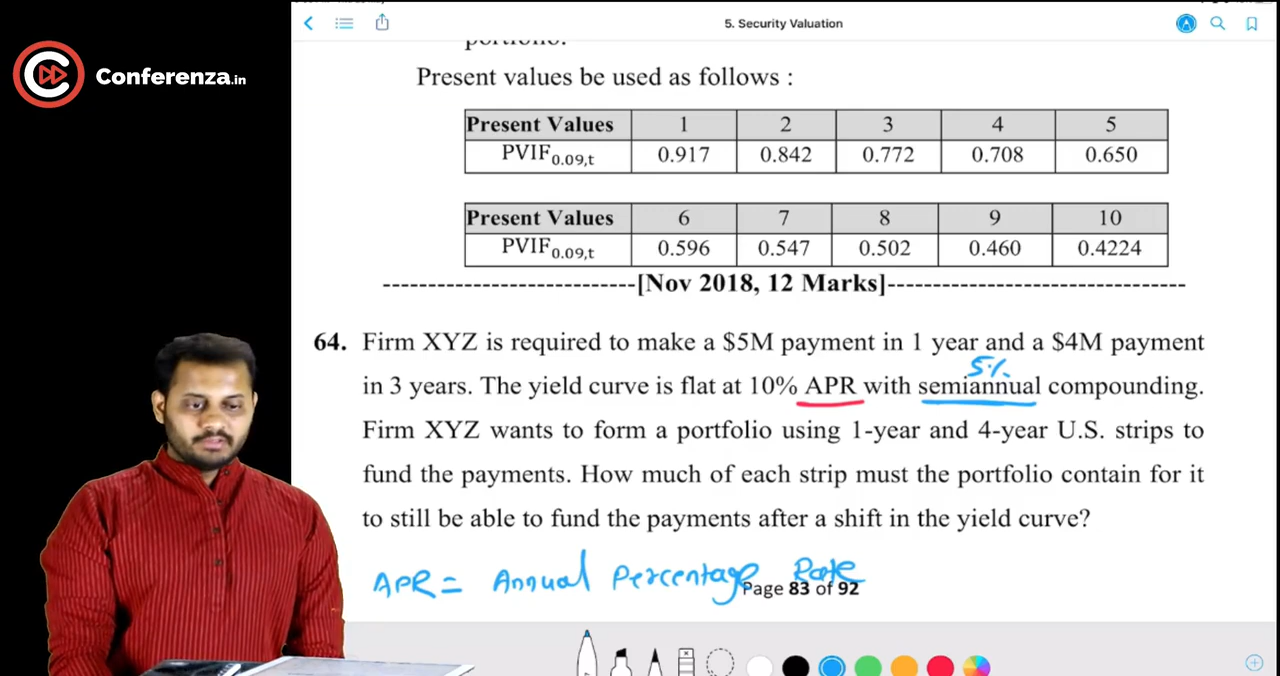 5. Security Valuation
Conferenza.in
portfolio.
Present values be used as follows :
Present Values 1 2 3 4 5
PVIF0.09,t 0.917 0.842 0.772 0.708 0.650
Present Values 6 7 8 9 10
PVIF0.09,t 0.596 0.547 0.502 0.460 0.4224
---------------------------[Nov 2018, 12 Marks]--------------------------------
64. Firm XYZ is required to make a $5M payment in 1 year and a $4M payment
5%
in 3 years. The yield curve is flat at 10% APR with semiannual compounding.
Firm XYZ wants to form a portfolio using 1-year and 4-year U.S. strips to
fund the payments. How much of each strip must the portfolio contain for it
to still be able to fund the payments after a shift in the yield curve?
APR = Annual Percentage Rate
Page 83 of 92